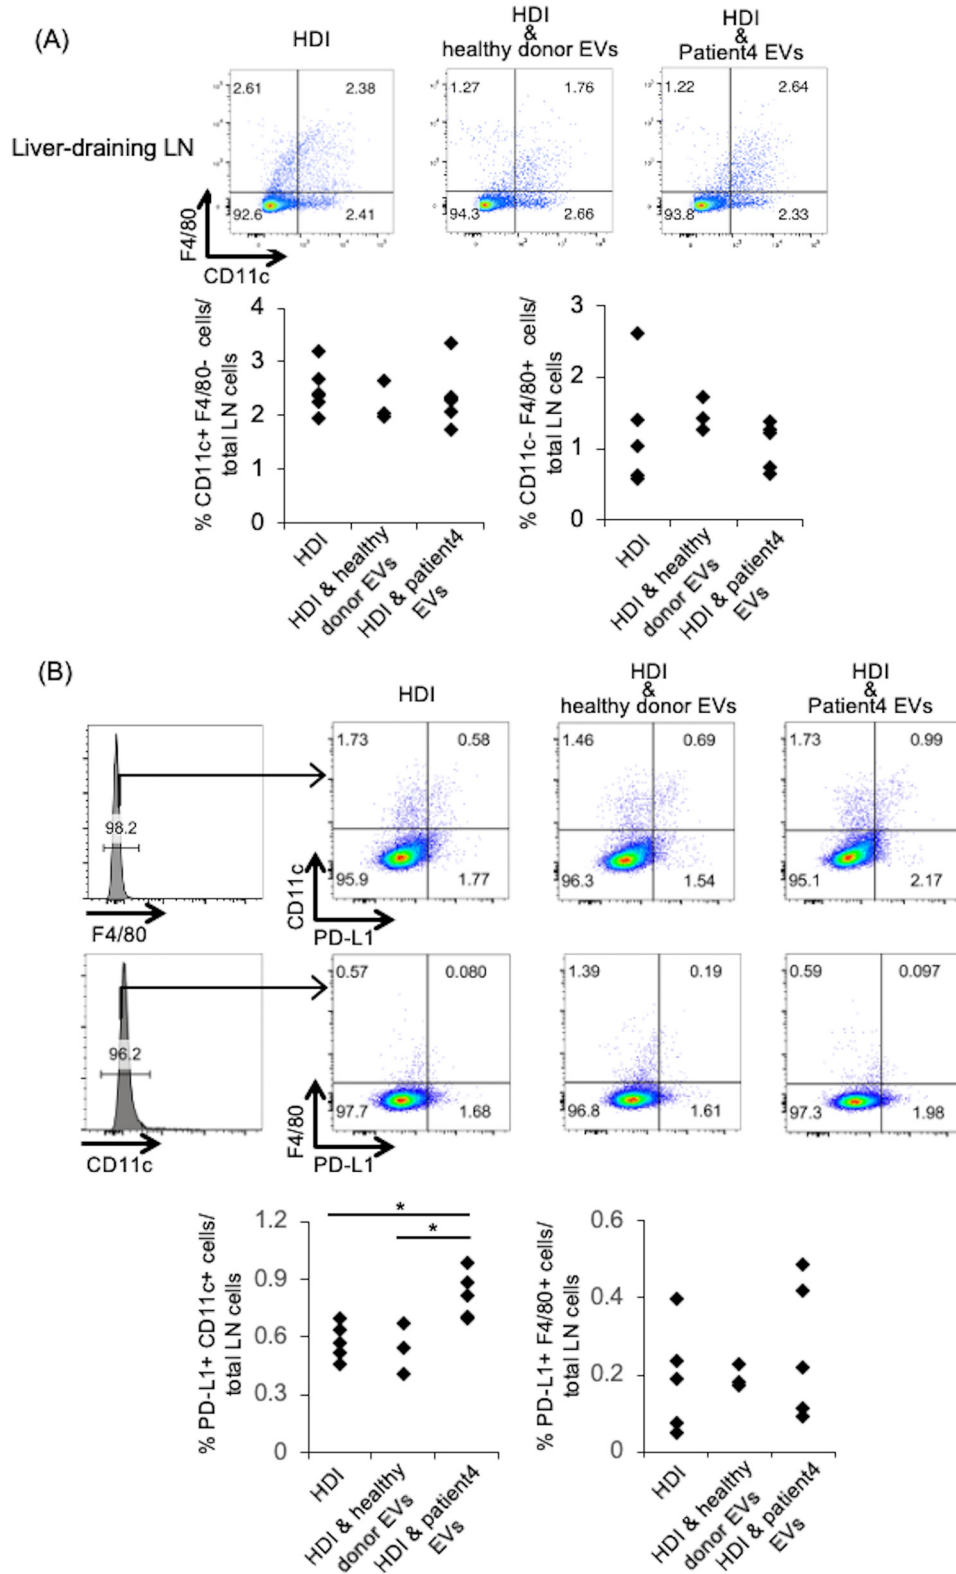 (A)
HDI
HDI
&
healthy donor EVs
HDI
&
Patient4 EVs
Liver-draining LN
2.61 2.38
92.6 2.41
1.27 1.76
94.3 2.66
1.22 2.64
93.8 2.33
F4/80
CD11c
% CD11c+ F4/80- cells/
total LN cells
4
3
2
1
0
HDI
HDI & healthy
donor EVs
HDI & patient4
EVs
% CD11c- F4/80+ cells/
total LN cells
3
2
1
0
HDI
HDI & healthy
donor EVs
HDI & patient4
EVs
(B)
HDI
HDI
&
healthy donor EVs
HDI
&
Patient4 EVs
98.2
F4/80
1.73 0.58
95.9 1.77
1.46 0.69
96.3 1.54
1.73 0.99
95.1 2.17
CD11c
PD-L1
96.2
CD11c
0.57 0.080
97.7 1.68
1.39 0.19
96.8 1.61
0.59 0.097
97.3 1.98
F4/80
PD-L1
% PD-L1+ CD11c+ cells/
total LN cells
1.2
0.9
0.6
0.3
0
*
*
HDI
HDI & healthy
donor EVs
HDI & patient4
EVs
% PD-L1+ F4/80+ cells/
total LN cells
0.6
0.4
0.2
0
HDI
HDI & healthy
donor EVs
HDI & patient4
EVs